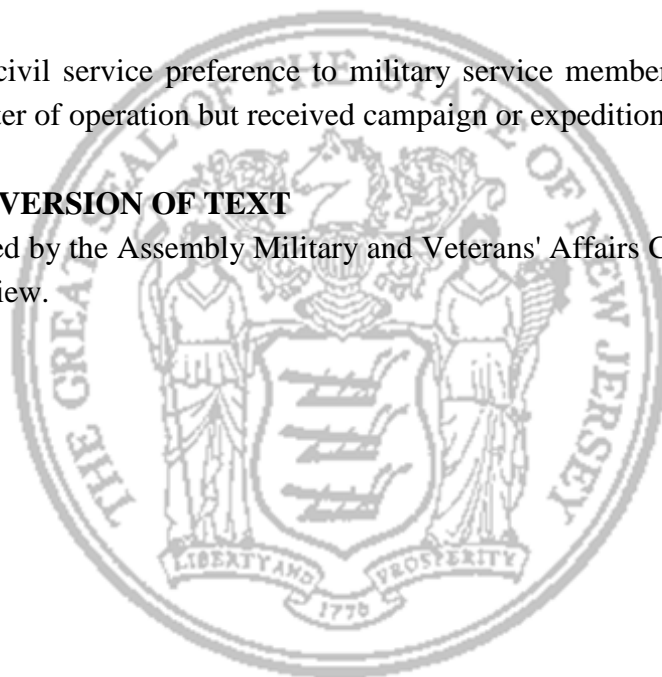 civil service preference to military service member
ter of operation but received campaign or expedition
VERSION OF TEXT
ed by the Assembly Military and Veterans' Affairs C
iew.
THE GREAT SEAL OF THE STATE OF NEW JERSEY
LIBERTY AND PROSPERITY
1776